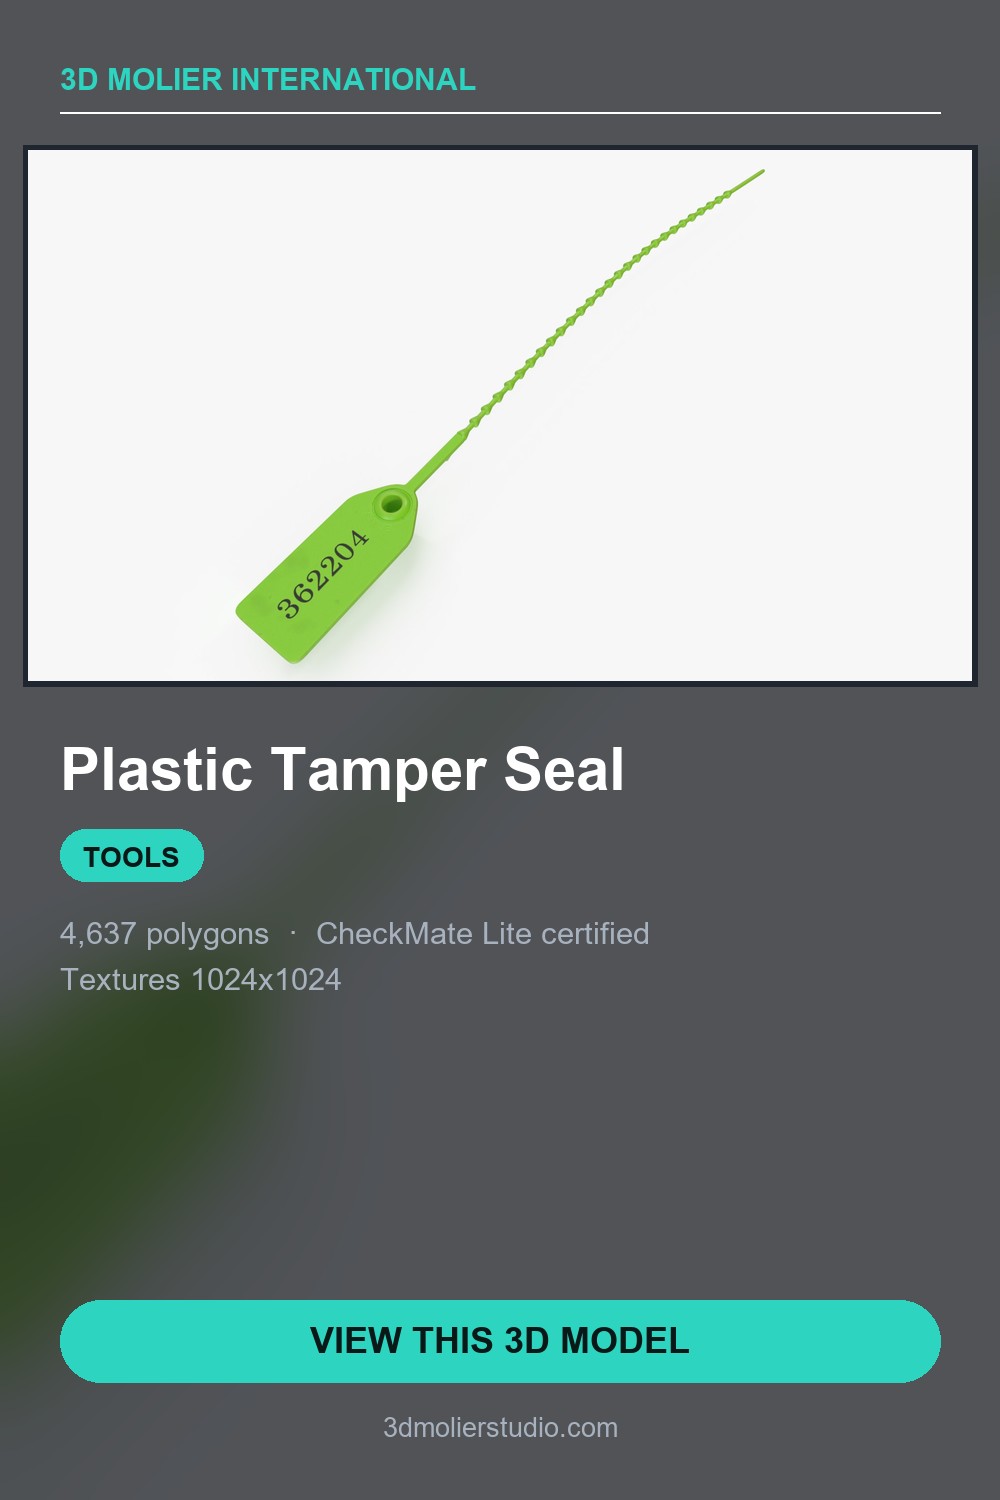 3D MOLIER INTERNATIONAL
362204
Plastic Tamper Seal
TOOLS
4,637 polygons · CheckMate Lite certified
Textures 1024x1024
VIEW THIS 3D MODEL
3dmolierstudio.com